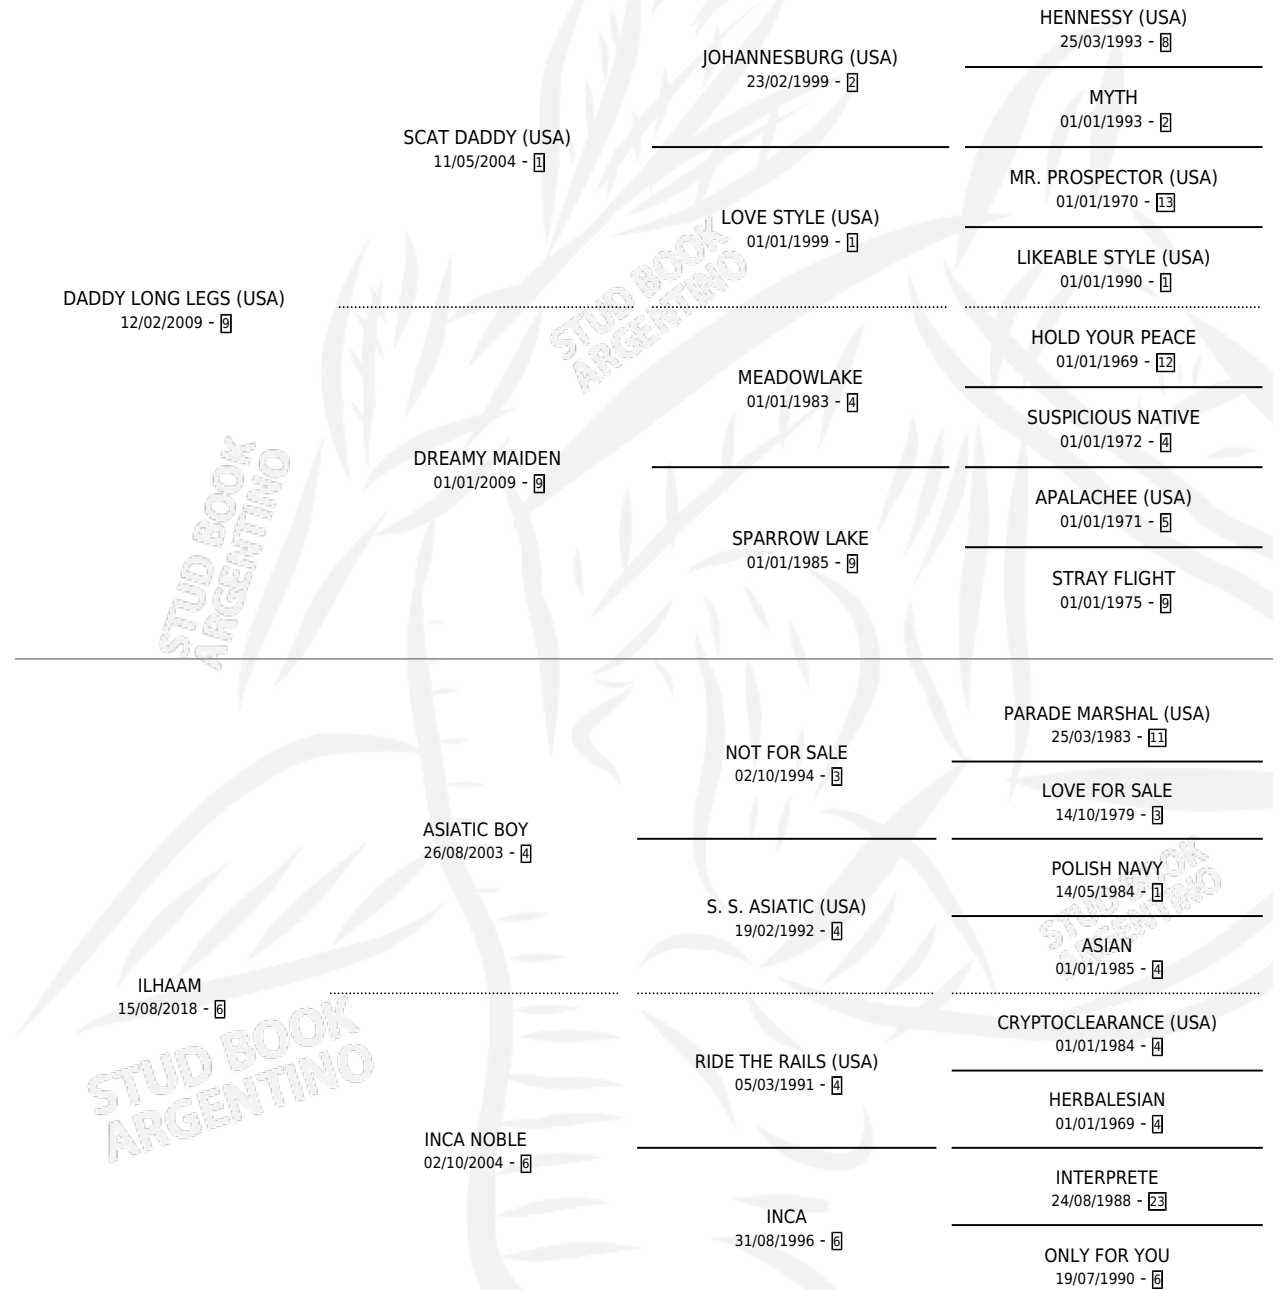 HENNESSY (USA)
25/03/1993 - 8
JOHANNESBURG (USA)
23/02/1999 - 2
MYTH
01/01/1993 - 2
SCAT DADDY (USA)
11/05/2004 - 1
MR. PROSPECTOR (USA)
01/01/1970 - 13
LOVE STYLE (USA)
01/01/1999 - 1
LIKEABLE STYLE (USA)
01/01/1990 - 1
DADDY LONG LEGS (USA)
12/02/2009 - 9
STUD BOOK
ARGENTINO
HOLD YOUR PEACE
01/01/1969 - 12
MEADOWLAKE
01/01/1983 - 4
SUSPICIOUS NATIVE
01/01/1972 - 4
DREAMY MAIDEN
01/01/2009 - 9
APALACHEE (USA)
01/01/1971 - 5
SPARROW LAKE
01/01/1985 - 9
STRAY FLIGHT
01/01/1975 - 9
STUD BOOK
ARGENTINO
PARADE MARSHAL (USA)
25/03/1983 - 11
NOT FOR SALE
02/10/1994 - 3
LOVE FOR SALE
14/10/1979 - 3
ASIATIC BOY
26/08/2003 - 4
POLISH NAVY
14/05/1984 - 1
S. S. ASIATIC (USA)
19/02/1992 - 4
ASIAN
01/01/1985 - 4
STUD BOOK
ARGENTINO
ILHAAM
15/08/2018 - 6
CRYPTOCLEARANCE (USA)
01/01/1984 - 4
RIDE THE RAILS (USA)
05/03/1991 - 4
HERBALESIAN
01/01/1969 - 4
STUD BOOK
ARGENTINO
INCA NOBLE
02/10/2004 - 6
INTERPRETE
24/08/1988 - 23
INCA
31/08/1996 - 6
ONLY FOR YOU
19/07/1990 - 6